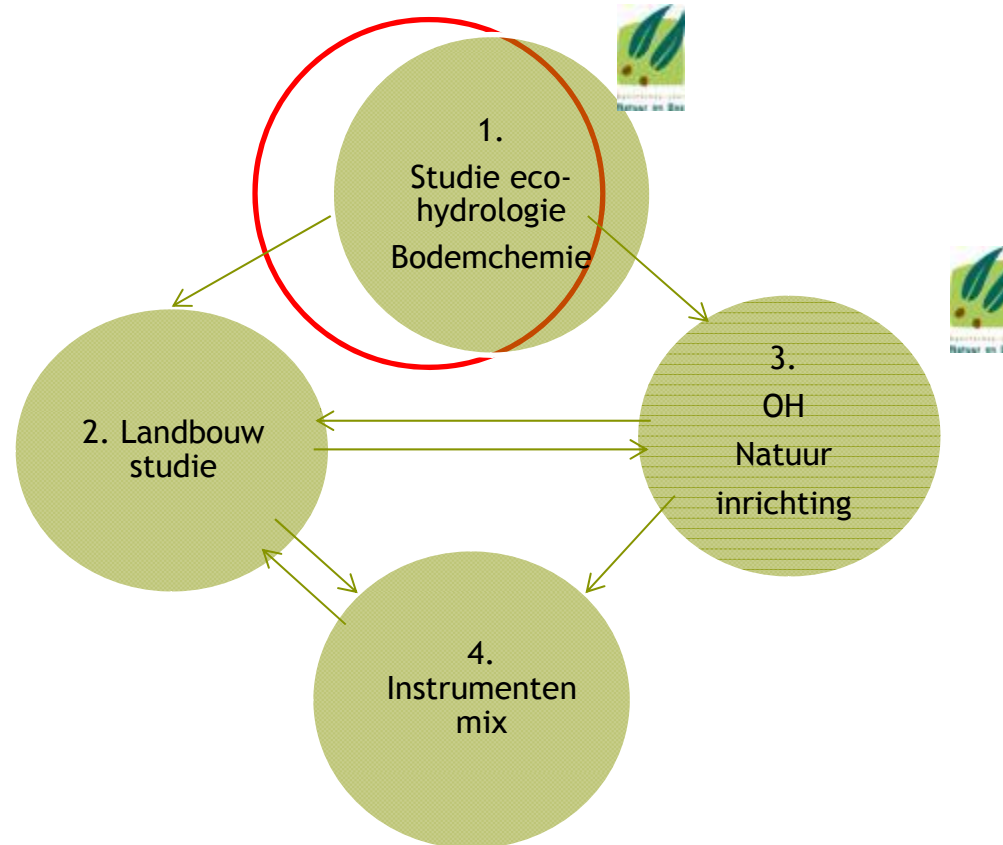 1.
Studie eco-
hydrologie
Bodemchemie
2. Landbouw
studie
3.
OH
Natuur
inrichting
4.
Instrumenten
mix